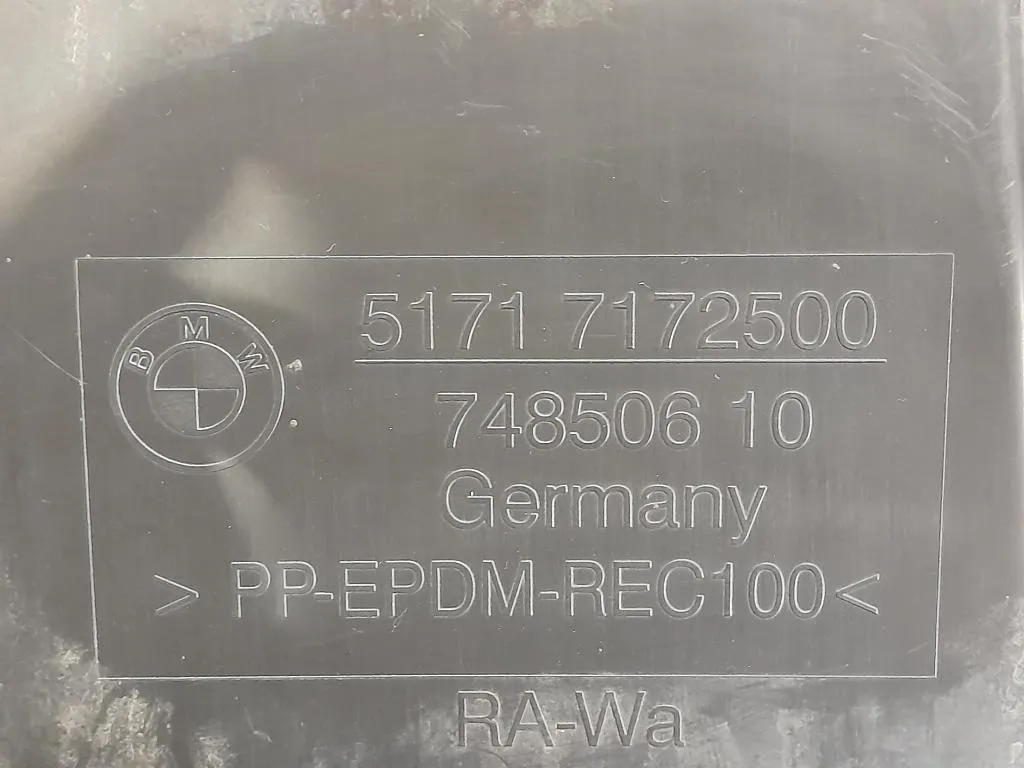 BMW
5171 7172500
748506 10
Germany
> PP-EPDM-REC100 <
RA-Wa